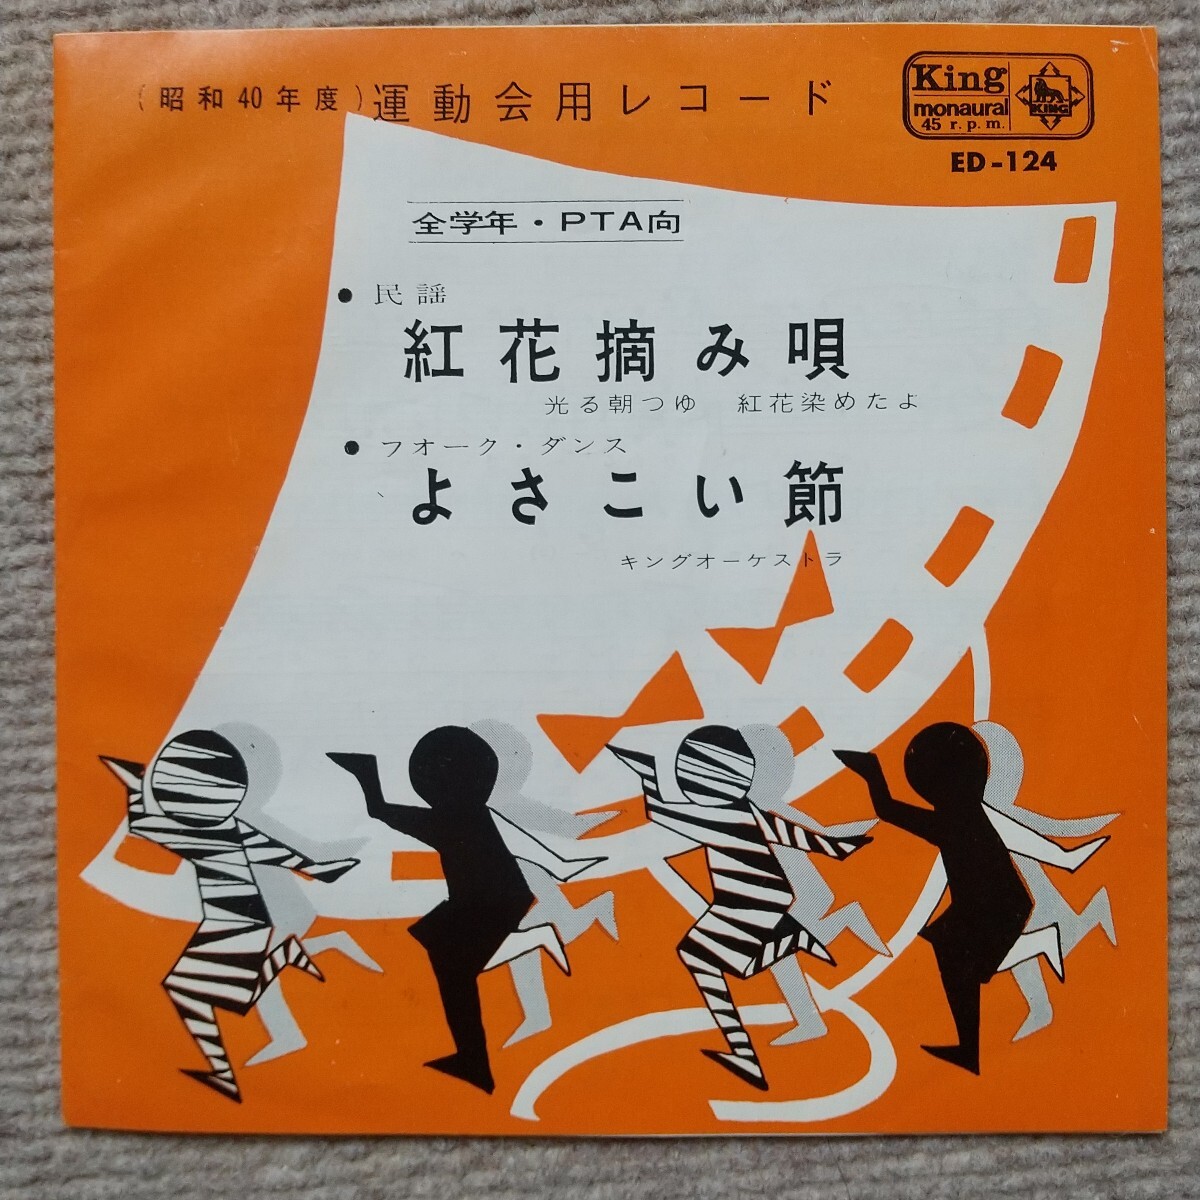 (昭和40年度)運動会用レコード
King
monaural
45 r.p.m.
KING
ED-124
全学年・PTA向
●民謡
紅花摘み唄
光る朝つゆ 紅花染めたよ
●フオーク・ダンス
よさこい節
キングオーケストラ